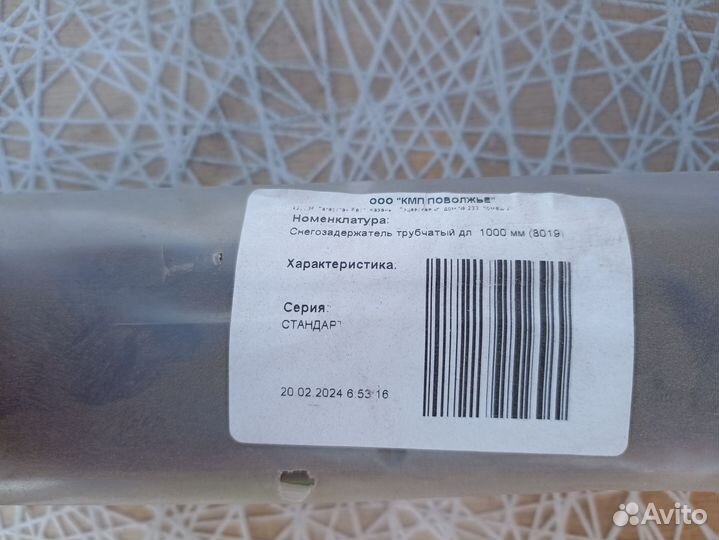 ООО "КМП ПОВОЛЖЬЕ"
Номенклатура:
Снегозадержатель трубчатый дл 1000 мм (8019)
Характеристика.
Серия:
СТАНДАРТ
20 02 2024 6:53 16
Avito